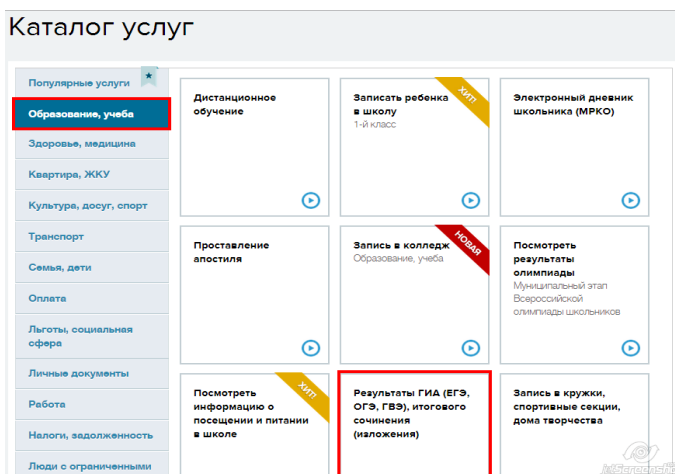 Каталог услуг
Популярные услуги
Образование, учеба
Здоровье, медицина
Квартира, ЖКУ
Культура, досуг, спорт
Транспорт
Семья, дети
Оплата
Льготы, социальная
сфера
Личные документы
Работа
Налоги, задолженность
Люди с ограниченными
Дистанционное
обучение
Записать ребенка
в школу
1-й класс
ХИТ!
Электронный дневник
школьника (МРКО)
Проставление
апостиля
Запись в колледж
Образование, учеба
НОВАЯ
Посмотреть
результаты
олимпиады
Муниципальный этап
Всероссийской
олимпиады школьников
Посмотреть
информацию о
посещении и питании
в школе
ХИТ!
Результаты ГИА (ЕГЭ,
ОГЭ, ГВЭ), итогового
сочинения
(изложения)
Запись в кружки,
спортивные секции,
дома творчества